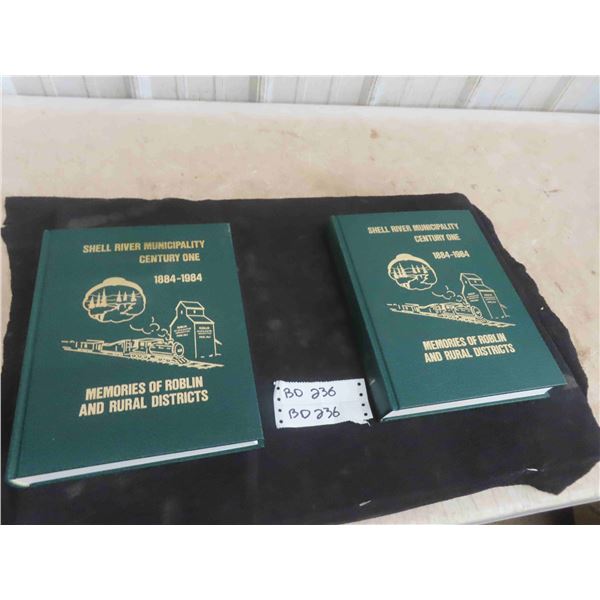 SHELL RIVER MUNICIPALITY
CENTURY ONE
1884-1984
MEMORIES OF ROBLIN
AND RURAL DISTRICTS
SHELL RIVER MUNICIPALITY
CENTURY ONE
1884-1984
MEMORIES OF ROBLIN
AND RURAL DISTRICTS
BD 236
BD 236